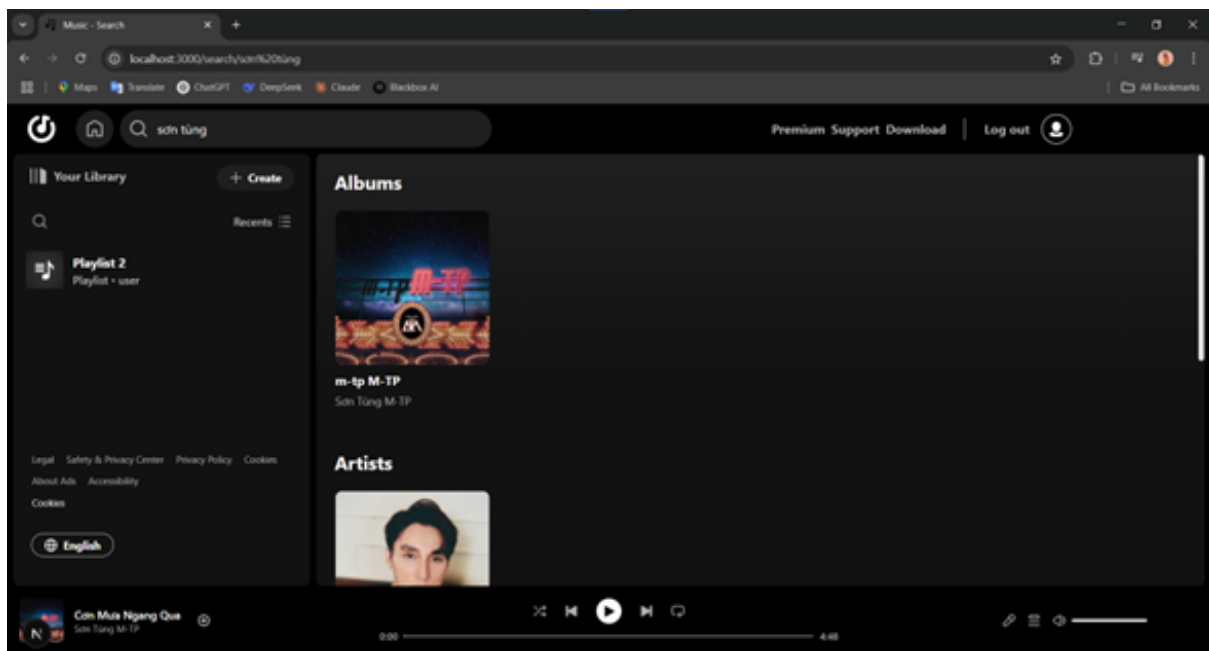 Music - Search
localhost:3000/search/sơn%20tùng
Maps Translate ChatGPT DeepSeek Claude Blackbox AI All Bookmarks
sơn tùng
Premium Support Download Log out
Your Library
+ Create
Recents
Playlist 2
Playlist • user
Legal Safety & Privacy Center Privacy Policy Cookies
About Ads Accessibility
Cookies
English
Albums
m-tp M-TP
m-tp M-TP
Sơn Tùng M-TP
Artists
Cơn Mưa Ngang Qua
Sơn Tùng M-TP
N
0:00
4:48